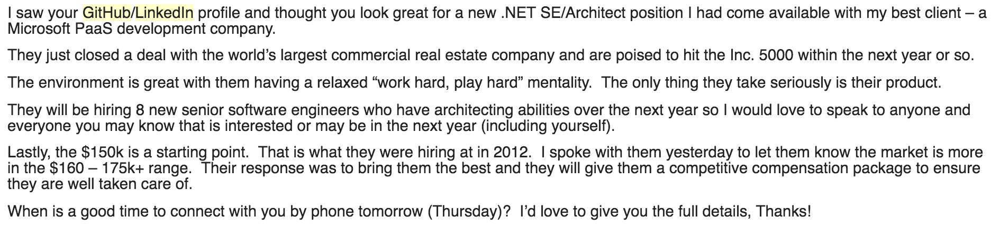 I saw your GitHub/LinkedIn profile and thought you look great for a new .NET SE/Architect position I had come available with my best client – a
Microsoft PaaS development company.
They just closed a deal with the world’s largest commercial real estate company and are poised to hit the Inc. 5000 within the next year or so.
The environment is great with them having a relaxed “work hard, play hard” mentality.  The only thing they take seriously is their product.
They will be hiring 8 new senior software engineers who have architecting abilities over the next year so I would love to speak to anyone and
everyone you may know that is interested or may be in the next year (including yourself).
Lastly, the $150k is a starting point.  That is what they were hiring at in 2012.  I spoke with them yesterday to let them know the market is more
in the $160 – 175k+ range.  Their response was to bring them the best and they will give them a competitive compensation package to ensure
they are well taken care of.
When is a good time to connect with you by phone tomorrow (Thursday)?  I’d love to give you the full details, Thanks!